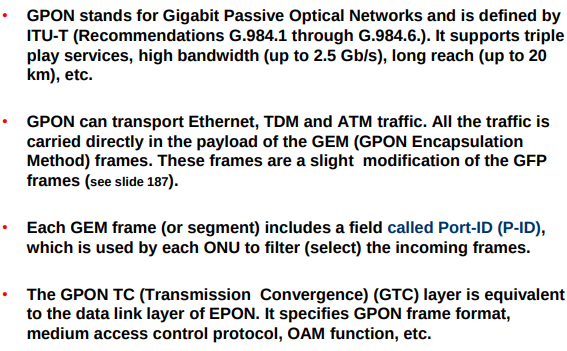 • GPON stands for Gigabit Passive Optical Networks and is defined by
ITU-T (Recommendations G.984.1 through G.984.6.). It supports triple
play services, high bandwidth (up to 2.5 Gb/s), long reach (up to 20
km), etc.
• GPON can transport Ethernet, TDM and ATM traffic. All the traffic is
carried directly in the payload of the GEM (GPON Encapsulation
Method) frames. These frames are a slight modification of the GFP
frames (see slide 187).
• Each GEM frame (or segment) includes a field called Port-ID (P-ID),
which is used by each ONU to filter (select) the incoming frames.
• The GPON TC (Transmission Convergence) (GTC) layer is equivalent
to the data link layer of EPON. It specifies GPON frame format,
medium access control protocol, OAM function, etc.